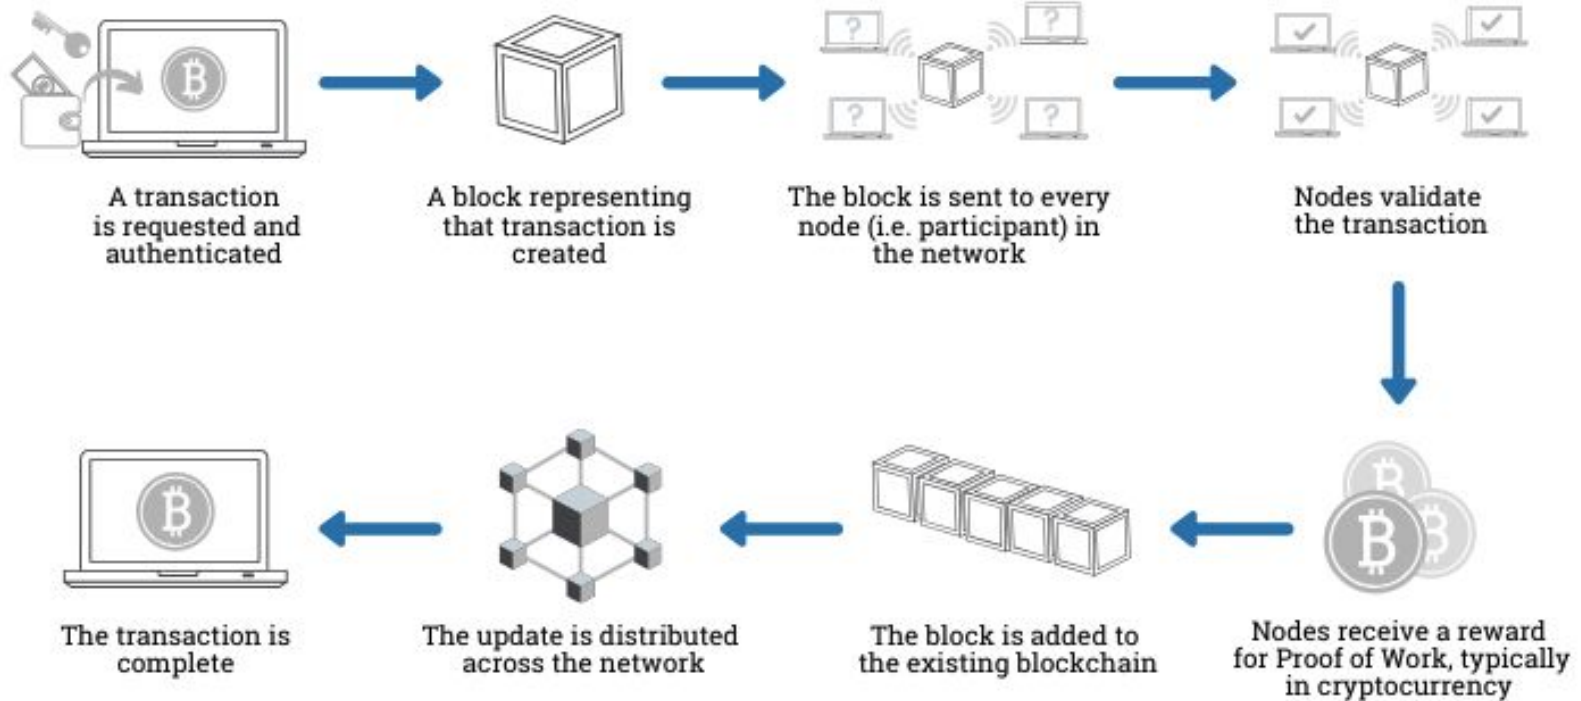 A transaction
is requested and
authenticated
A block representing
that transaction is
created
The block is sent to every
node (i.e. participant) in
the network
Nodes validate
the transaction
Nodes receive a reward
for Proof of Work, typically
in cryptocurrency
The block is added to
the existing blockchain
The update is distributed
across the network
The transaction is
complete